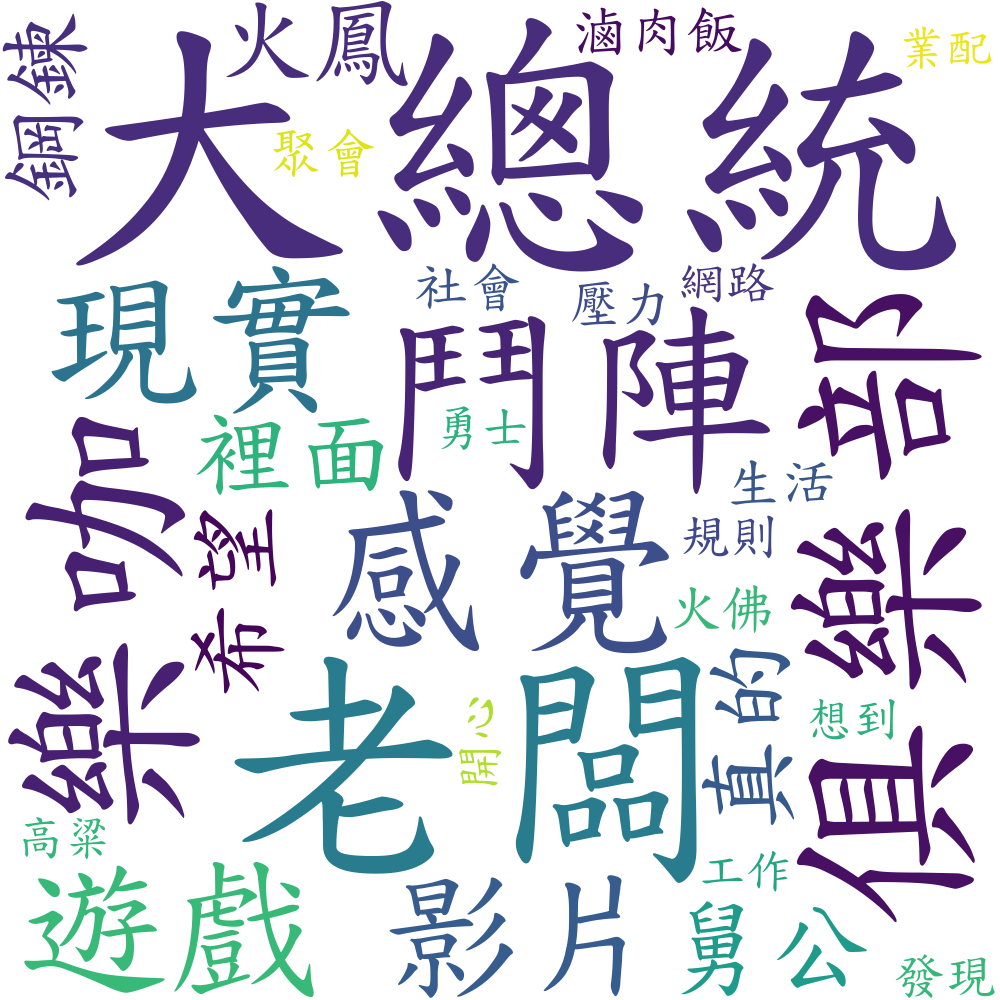 鋼鍊
火鳳
滷肉飯
業配
大總統
聚會
社會
壓力
網路
現實
鬥陣
俱樂部
勇士
裡面
樂咖
生活
希望
感覺
規則
火佛
真的
老闆
開心
想到
高粱
遊戲
影片
工作
舅公
發現